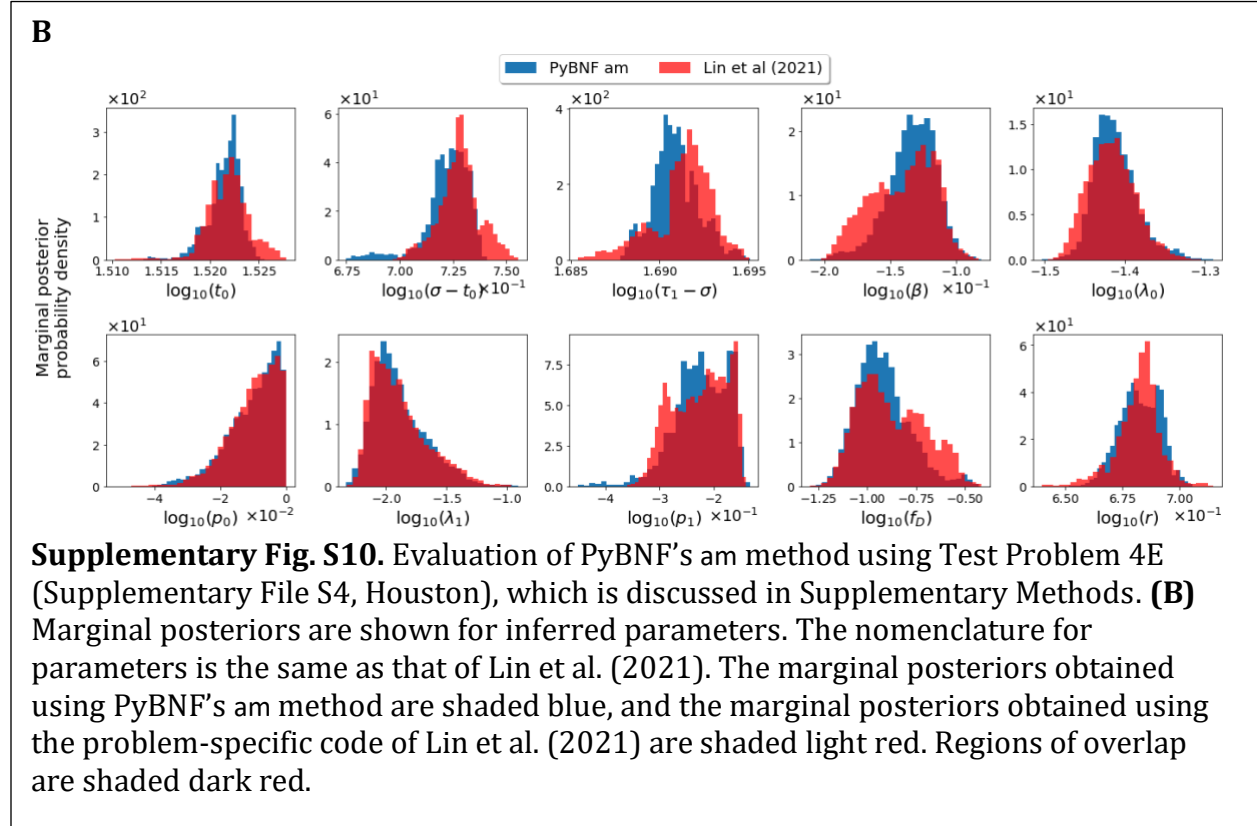 B
PyBNF am Lin et al (2021)
×10² ×10¹ ×10² ×10¹ ×10¹
3 2 1 0
6 4 2 0
4 2 0
2 1 0
1.5 1.0 0.5 0.0
1.510 1.515 1.520 1.525
6.75 7.00 7.25 7.50
1.685 1.690 1.695
−2.0 −1.5 −1.0
−1.5 −1.4 −1.3
log₁₀(t₀) log₁₀(σ − t₀) ×10⁻¹ log₁₀(τ₁ − σ) log₁₀(β) ×10⁻¹ log₁₀(λ₀)
Marginal posterior
probability density
×10¹ ×10¹
6 4 2 0
2 1 0
7.5 5.0 2.5 0.0
3 2 1 0
6 4 2 0
−4 −2 0
−2.0 −1.5 −1.0
−4 −3 −2
−1.25 −1.00 −0.75 −0.50
6.50 6.75 7.00
log₁₀(p₀) ×10⁻² log₁₀(λ₁) log₁₀(p₁) ×10⁻¹ log₁₀(f_D) log₁₀(r) ×10⁻¹
Supplementary Fig. S10. Evaluation of PyBNF’s am method using Test Problem 4E
(Supplementary File S4, Houston), which is discussed in Supplementary Methods. (B)
Marginal posteriors are shown for inferred parameters. The nomenclature for
parameters is the same as that of Lin et al. (2021). The marginal posteriors obtained
using PyBNF’s am method are shaded blue, and the marginal posteriors obtained using
the problem-specific code of Lin et al. (2021) are shaded light red. Regions of overlap
are shaded dark red.